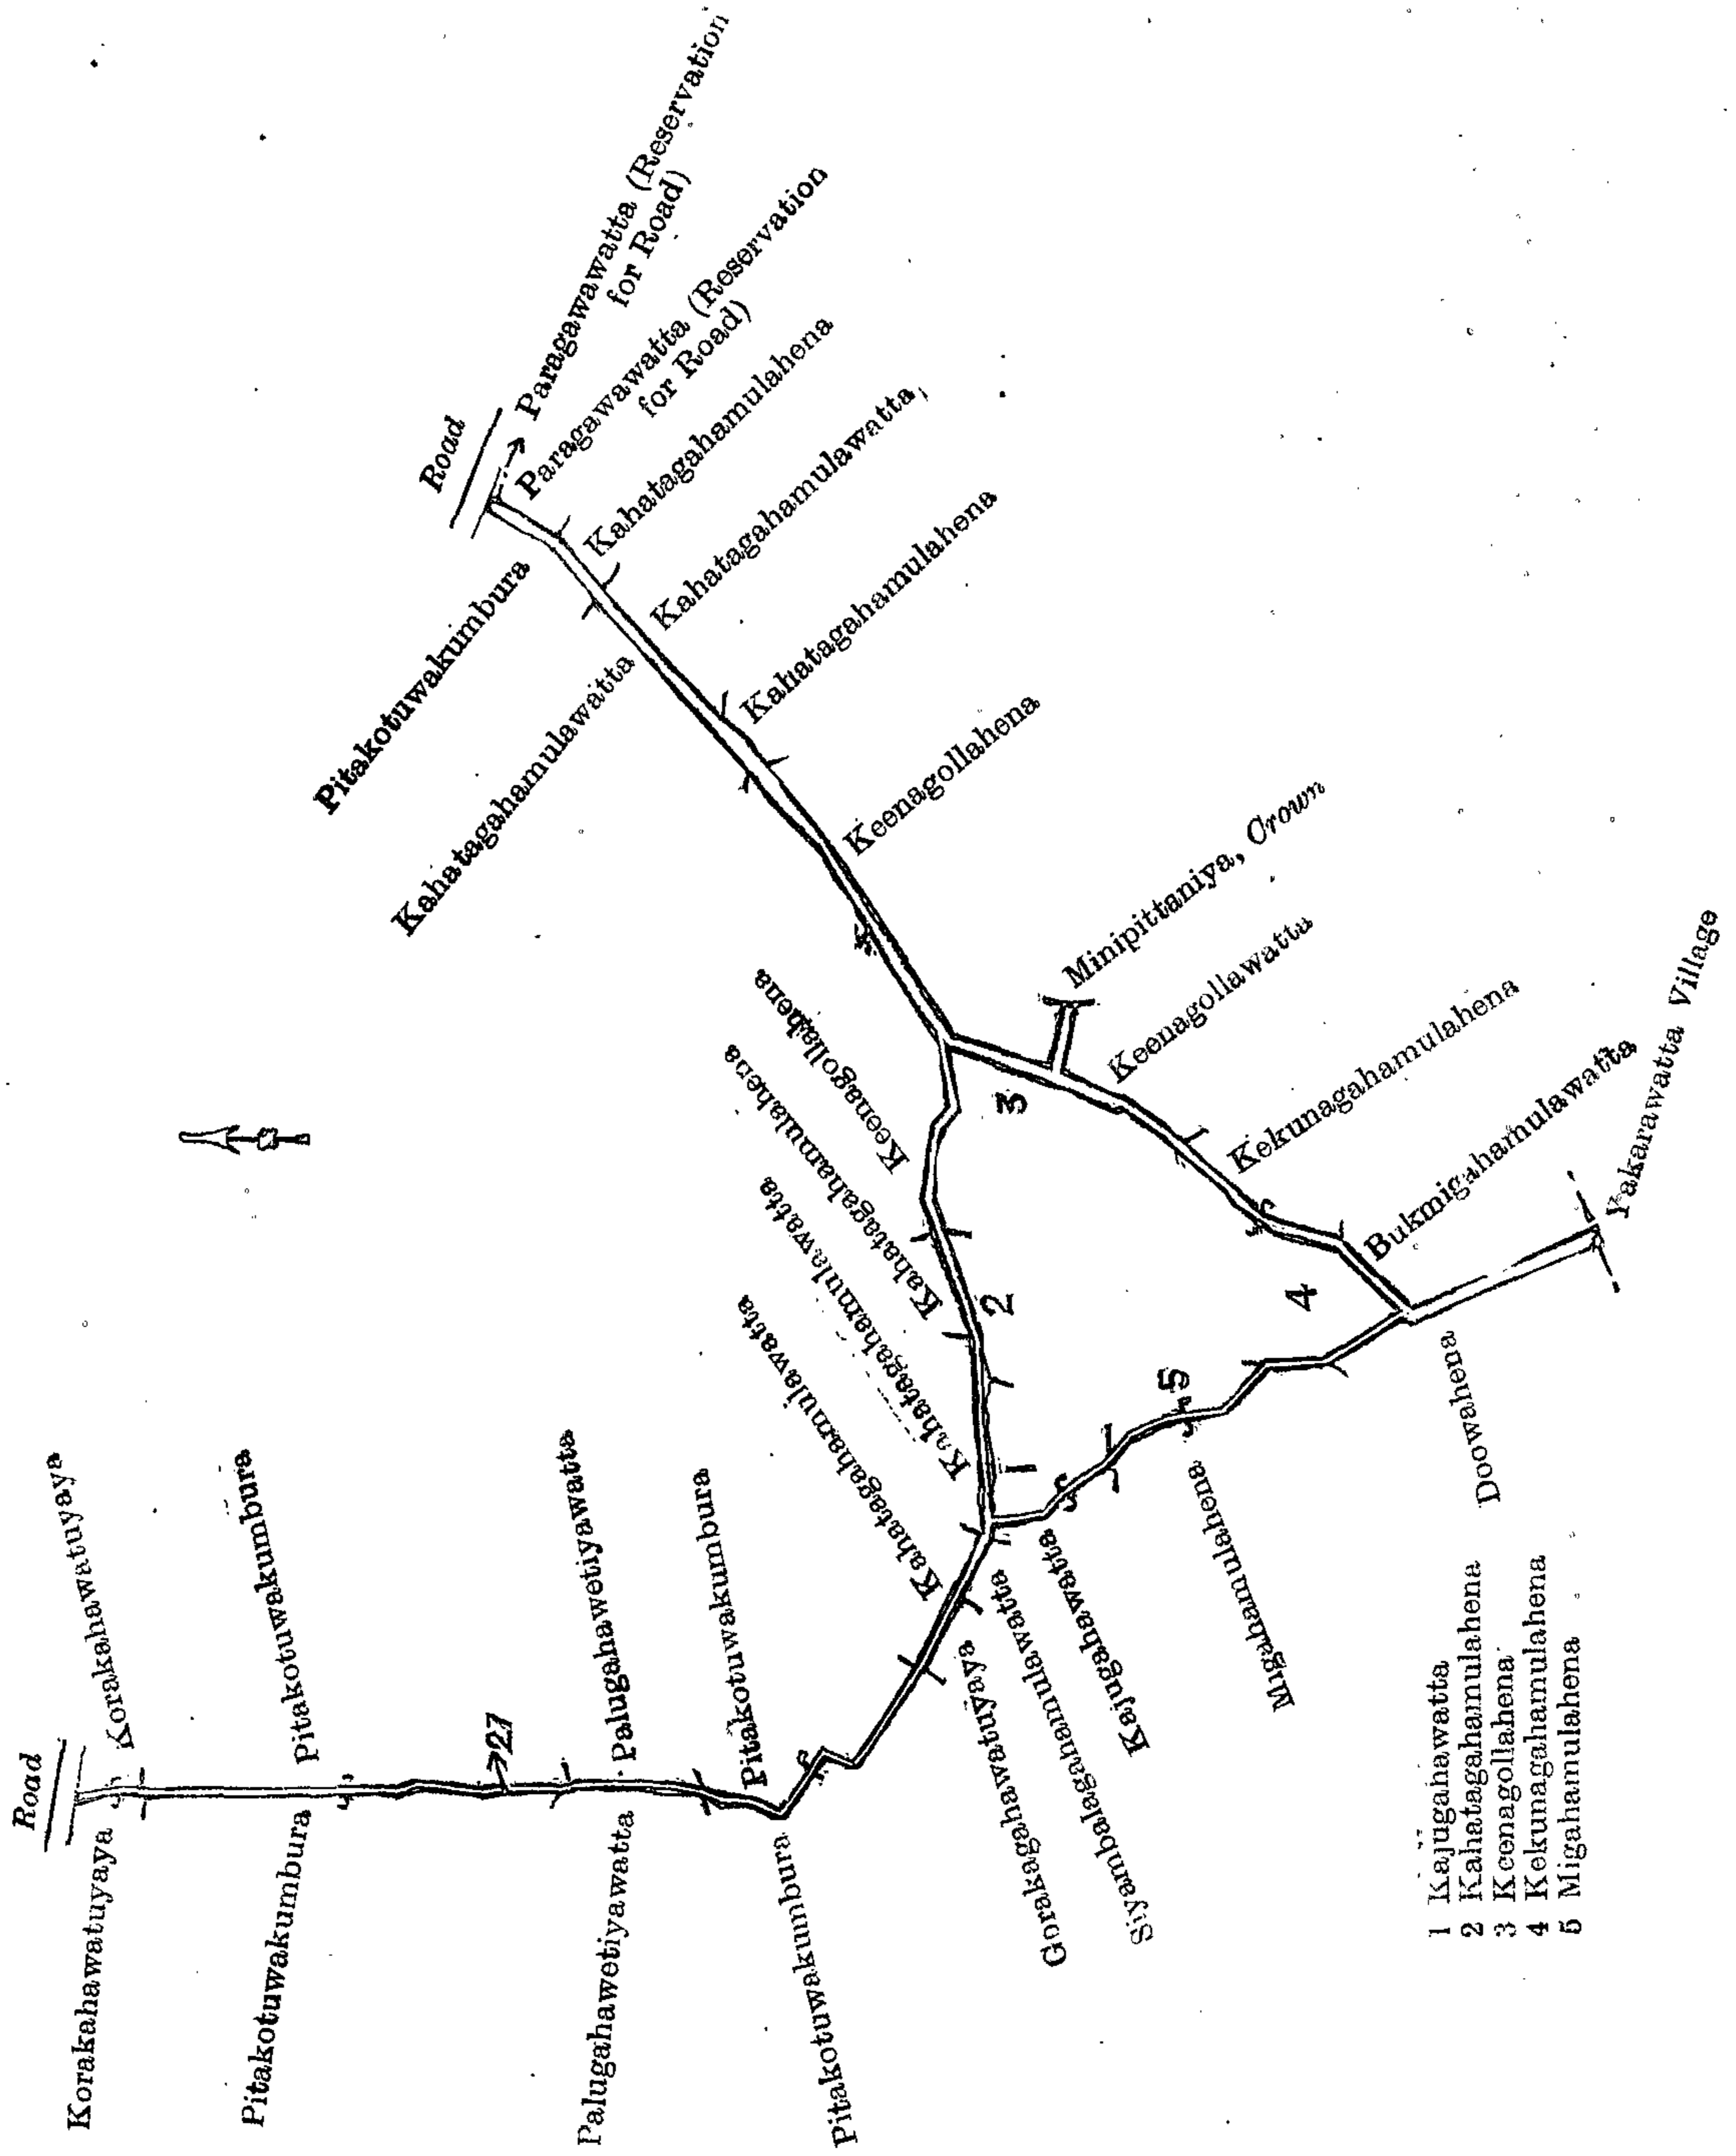 Road
Korakahawatuyaya
Korakahawatuyaya
Pitakotuwakumbura
Pitakotuwakumbura
27
Palugahawetiyawatta
Palugahawetiyawatta
Pitakotuwakumbura
Pitakotuwakumbura
Gorakagahawatuyaya
Siyambalagahamulawatta
Kajugahawatta
Migahamulahena
Doowahena
Kahatagahamulawatta
Kahatagahamulawatta
Kahatagahamulahena
Keenagollahena
Road
Paragawawatta (Reservation
for Road)
Paragawawatta (Reservation
for Road)
Pitakotuwakumbura
Kahatagahamulahena
Kahatagahamulawatta
Kahatagahamulawatta
Kahatagahamulahena
Keenagollahena
Minipittaniya, Crown
Keenagollawatta
Kekunagahamulahena
Bukmigahamulawatta
Yakarawatta Village
1
2
3
4
5
1 Kajugahawatta
2 Kahatagahamulahena
3 Keenagollahena
4 Kekunagahamulahena
5 Migahamulahena